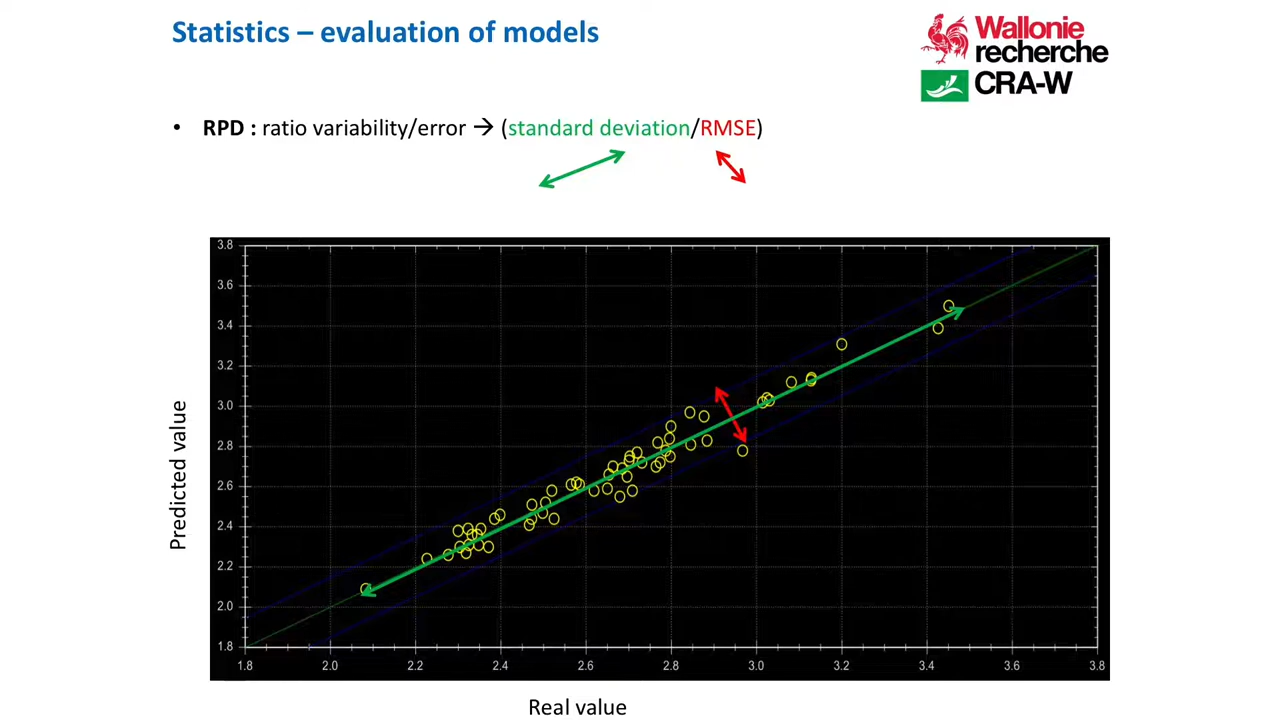 Statistics – evaluation of models
Wallonie
recherche
CRA-W
• RPD : ratio variability/error → (standard deviation/RMSE)
3.8
3.6
3.4
3.2
3.0
2.8
2.6
2.4
2.2
2.0
1.8
Predicted value
1.8 2.0 2.2 2.4 2.6 2.8 3.0 3.2 3.4 3.6 3.8
Real value